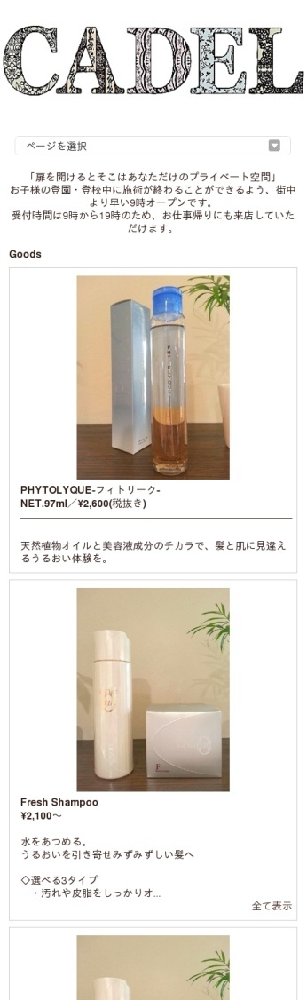 CADEL
ページを選択
「扉を開けるとそこはあなただけのプライベート空間」
お子様の登園・登校中に施術が終わることができるよう、街中
より早い9時オープンです。
受付時間は9時から19時のため、お仕事帰りにも来店していた
だけます。
Goods
PHYTOLYQUE
PHYTOLYQUE-フィトリーク-
NET.97ml／¥2,600(税抜き)
天然植物オイルと美容液成分のチカラで、髪と肌に見違え
るうるおい体験を。
F
Fresh Shampoo
¥2,100〜
水をあつめる。
うるおいを引き寄せみずみずしい髪へ
◇選べる3タイプ
・汚れや皮脂をしっかりオ...
全て表示